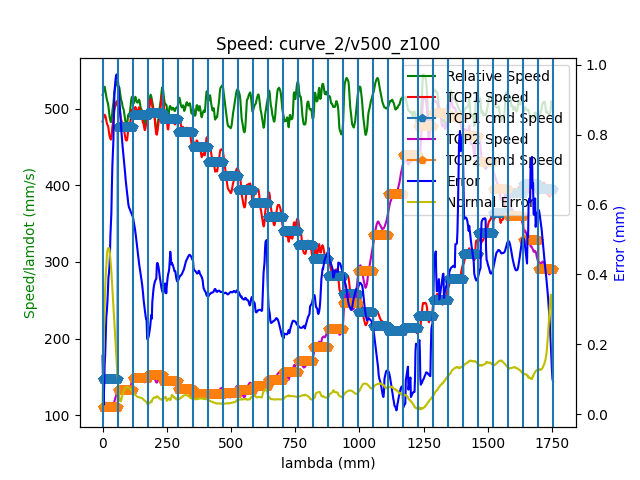 Speed: curve_2/v500_z100
Relative Speed
TCP1 Speed
TCP1 cmd Speed
TCP2 Speed
TCP2 cmd Speed
Error
Normal Error
Speed/lamdot (mm/s)
500
400
300
200
100
1.0
0.8
0.6
0.4
0.2
0.0
Error (mm)
0
250
500
750
1000
1250
1500
1750
lambda (mm)